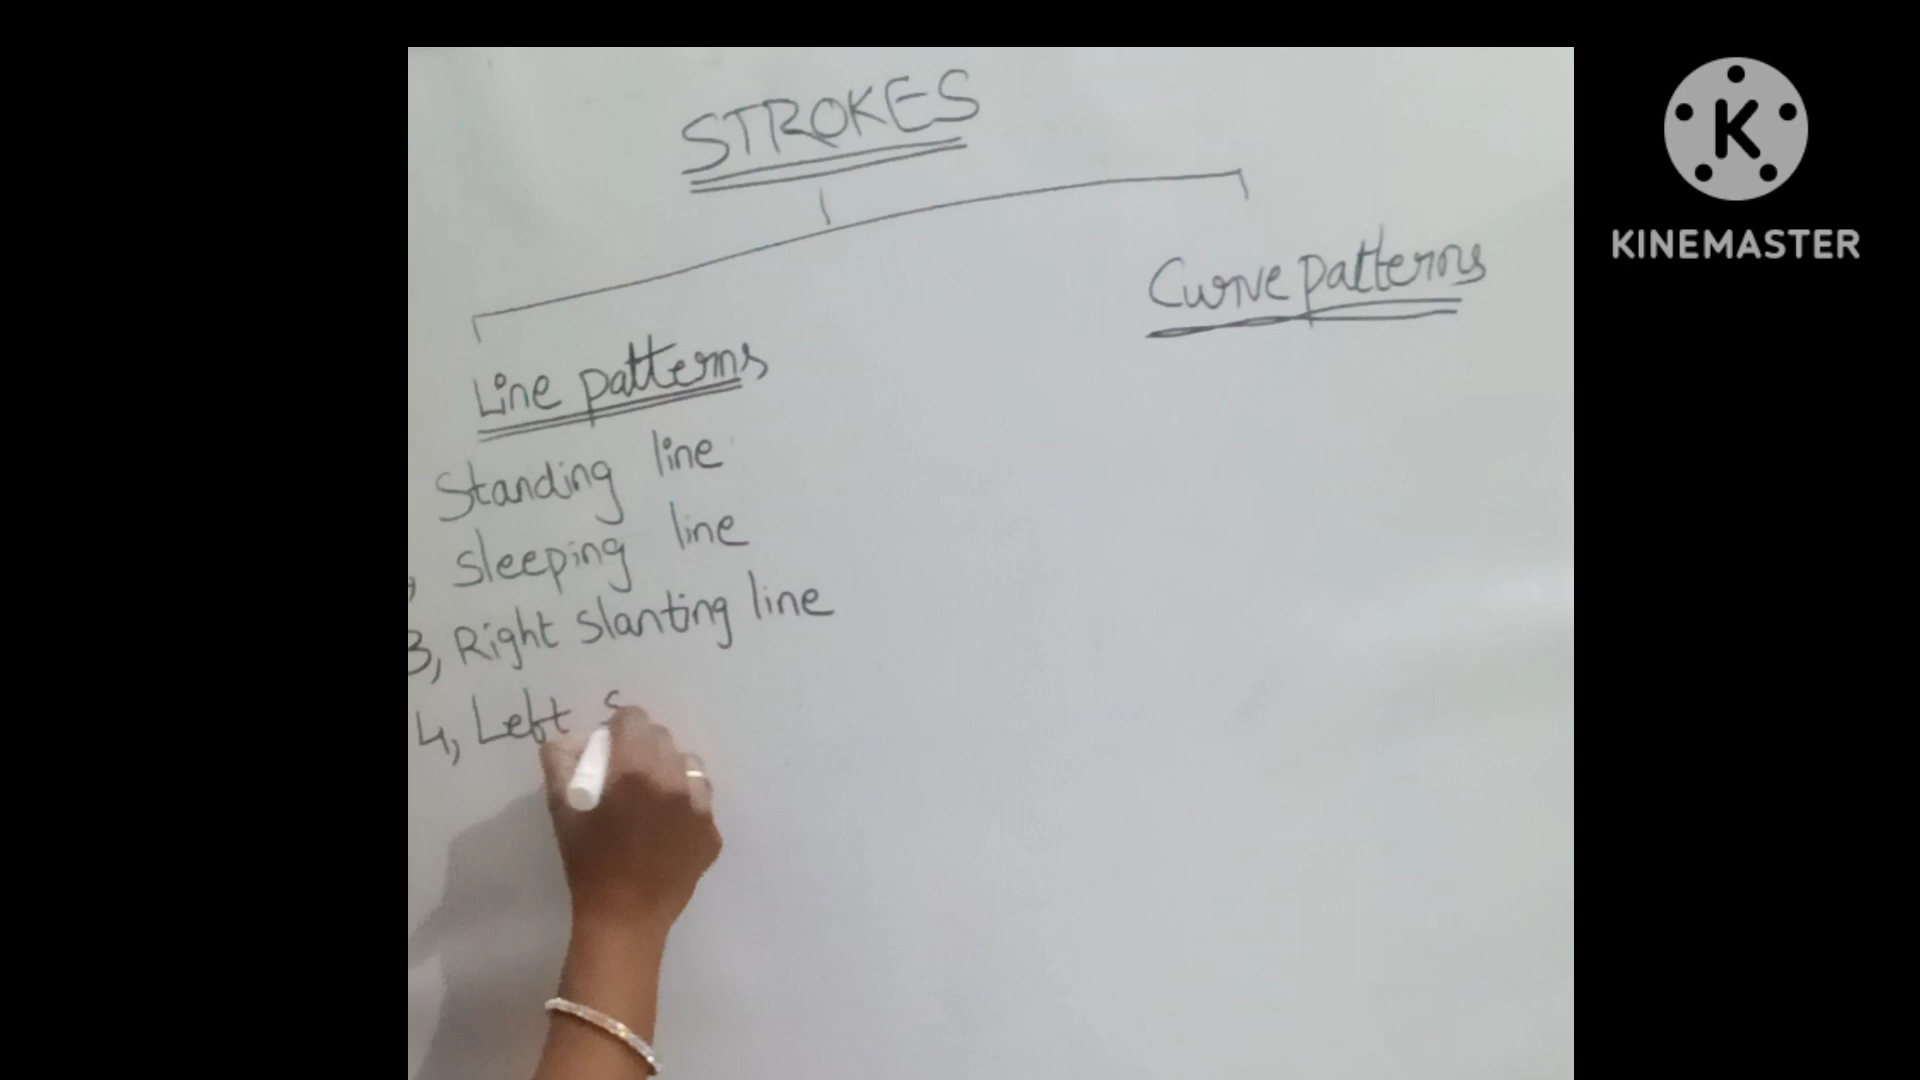 STROKES
Curve patterns
Line patterns
Standing line
, Sleeping line
3, Right Slanting line
4, Left S
K
KINEMASTER